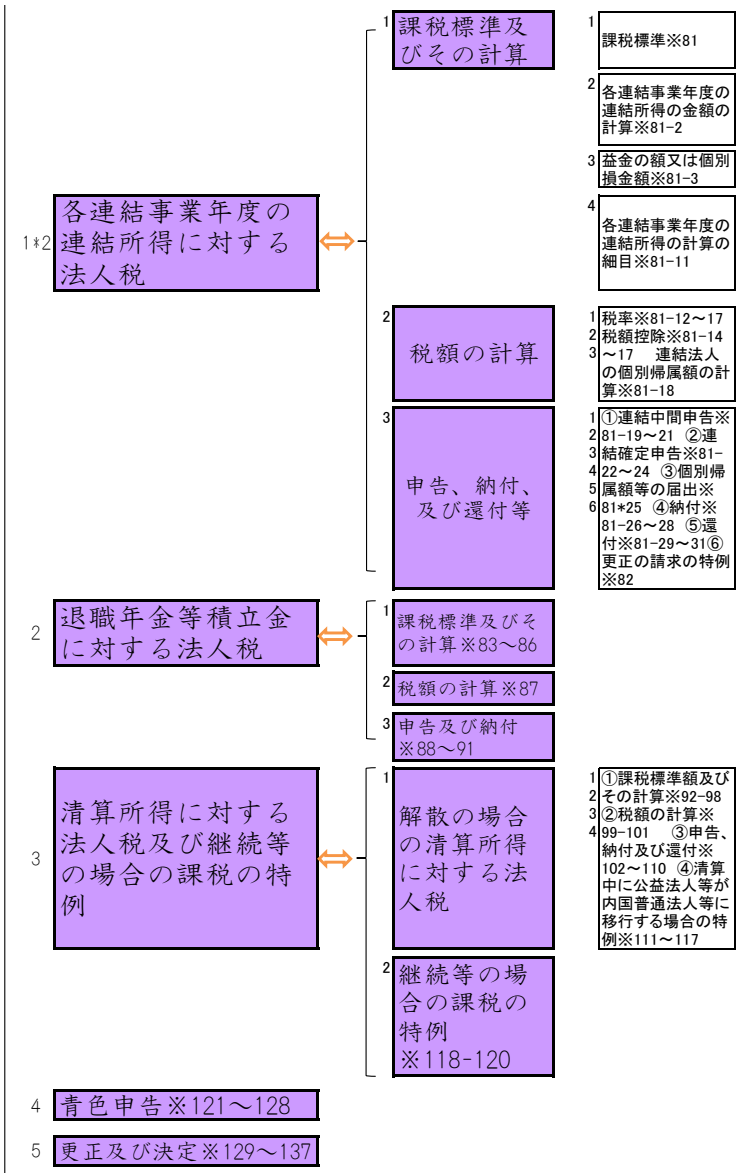 1
課税標準及
びその計算
1
課税標準※81
2
各連結事業年度の
連結所得の金額の
計算※81-2
3
益金の額又は個別
損金額※81-3
1*2
各連結事業年度の
連結所得に対する
法人税
4
各連結事業年度の
連結所得の計算の
細目※81-11
2
税額の計算
1 税率※81-12～17
2 税額控除※81-14
3 ～17　連結法人
の個別帰属額の計
算※81-18
3
申告、納付、
及び還付等
1 ①連結中間申告※
2 81-19～21 ②連
3 結確定申告※81-
4 22～24 ③個別帰
5 属額等の届出※
6 81*25 ④納付※
81-26～28 ⑤還
付※81-29～31⑥
更正の請求の特例
※82
2
退職年金等積立金
に対する法人税
1
課税標準及びそ
の計算※83～86
2
税額の計算※87
3
申告及び納付
※88～91
3
清算所得に対する
法人税及び継続等
の場合の課税の特
例
1
解散の場合
の清算所得
に対する法
人税
1 ①課税標準額及び
2 その計算※92-98
3 ②税額の計算※
4 99-101　③申告、
納付及び還付※
102～110 ④清算
中に公益法人等が
内国普通法人等に
移行する場合の特
例※111～117
2
継続等の場
合の課税の
特例
※118-120
4
青色申告※121～128
5
更正及び決定※129～137